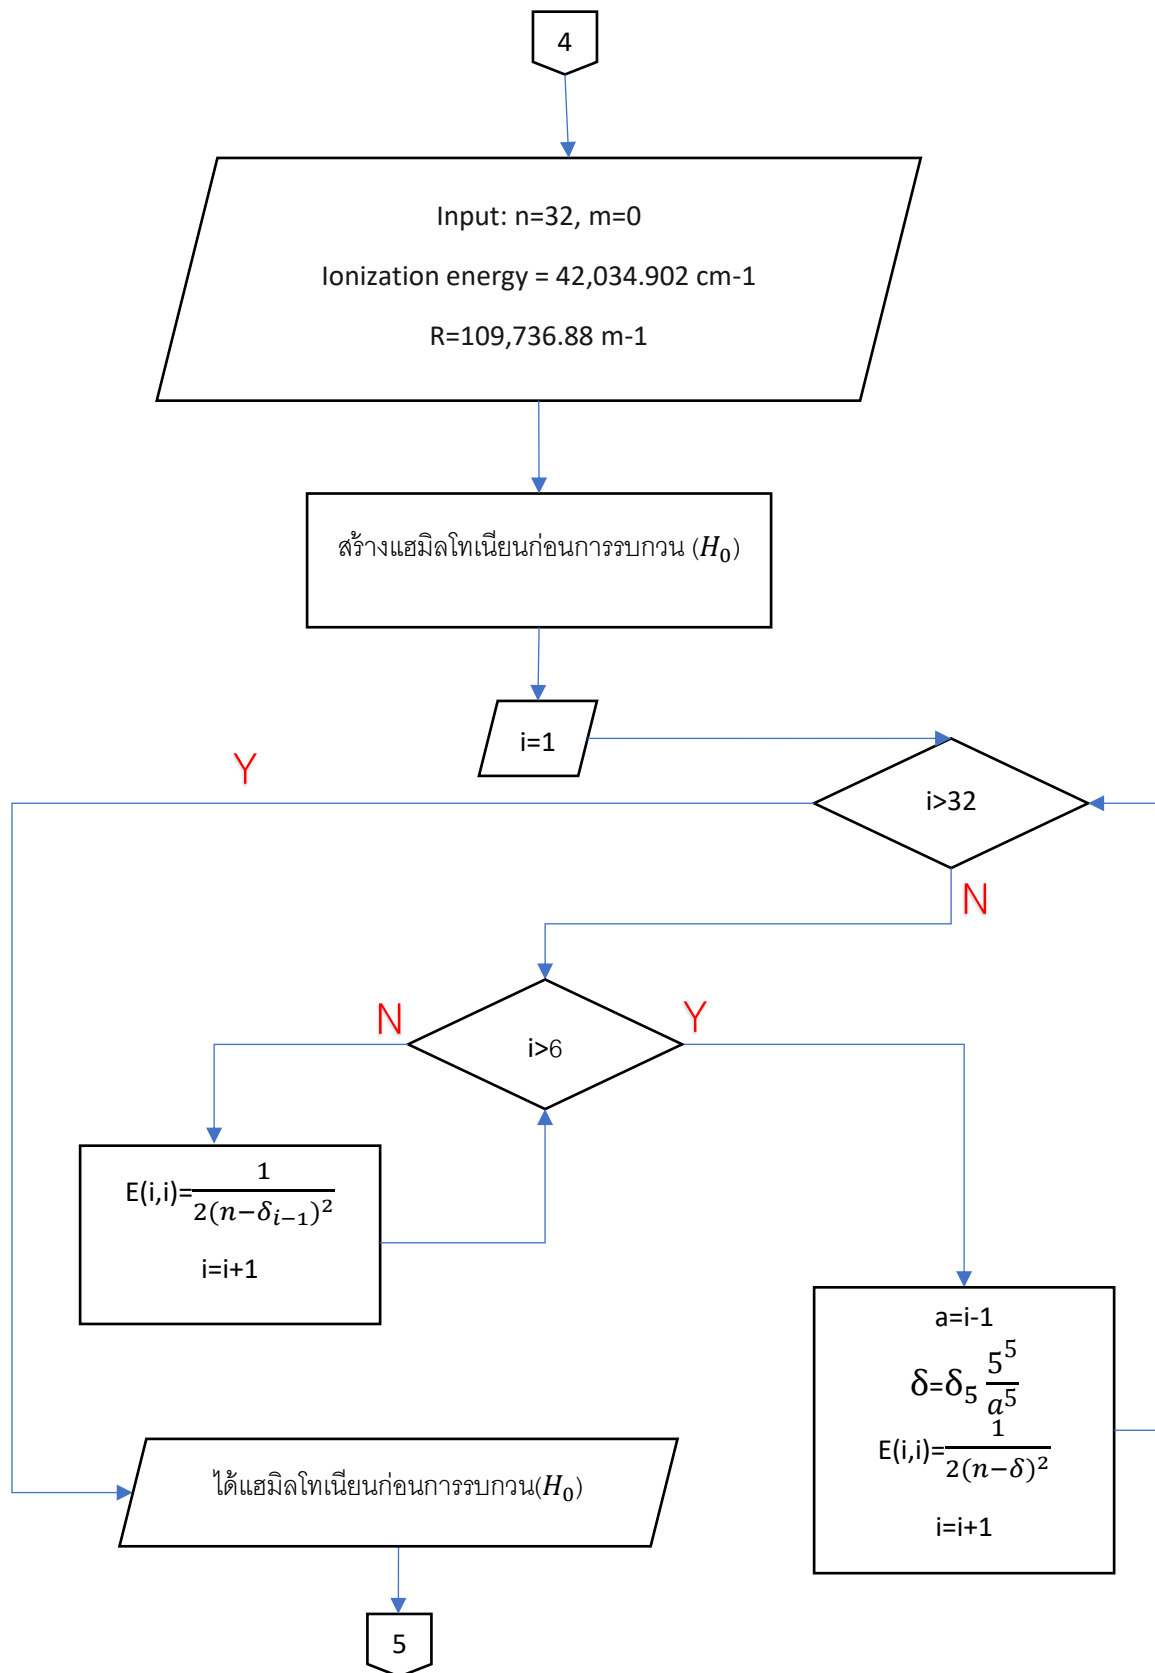 4
Input: n=32, m=0
Ionization energy = 42,034.902 cm-1
R=109,736.88 m-1
สร้างแฮมิลโทเนียนก่อนการรบกวน (𝐻₀)
i=1
Y
i>32
N
N
Y
i>6
E(i,i)=1/2(𝑛−𝛿ᵢ₋₁)²
i=i+1
a=i-1
δ=δ₅ 5⁵/𝑎⁵
E(i,i)=1/2(𝑛−𝛿)²
i=i+1
ได้แฮมิลโทเนียนก่อนการรบกวน(𝐻₀)
5